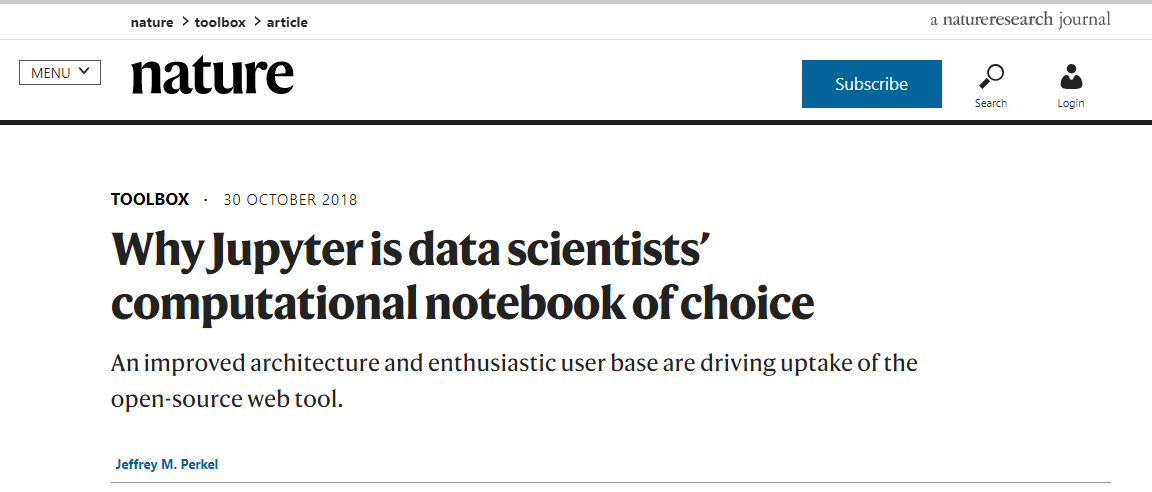 nature > toolbox > article
a natureresearch journal
MENU
nature
Subscribe
Search
Login
TOOLBOX · 30 OCTOBER 2018
Why Jupyter is data scientists’
computational notebook of choice
An improved architecture and enthusiastic user base are driving uptake of the
open-source web tool.
Jeffrey M. Perkel